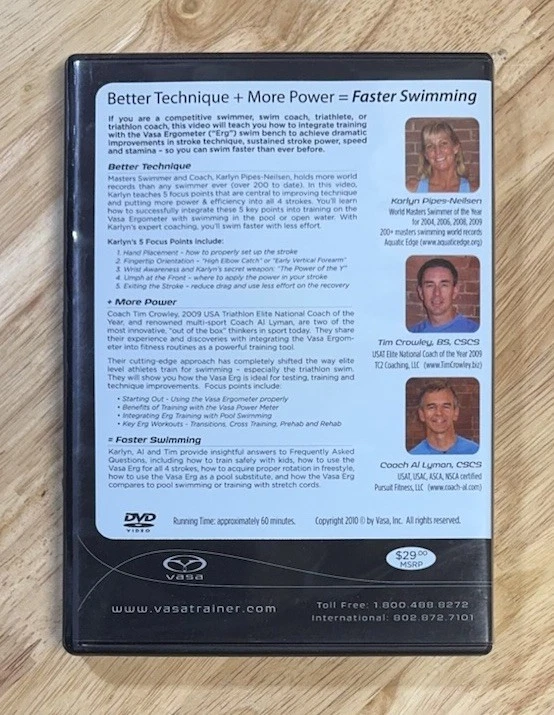 Better Technique + More Power = Faster Swimming
If you are a competitive swimmer, swim coach, triathlete, or
triathlon coach, this video will teach you how to integrate training
with the Vasa Ergometer ("Erg") swim bench to achieve dramatic
improvements in stroke technique, sustained stroke power, speed
and stamina – so you can swim faster than ever before.
Better Technique
Masters Swimmer and Coach, Karlyn Pipes-Neilsen, holds more world
records than any swimmer ever (over 200 to date). In this video,
Karlyn teaches 5 focus points that are central to improving technique
and putting more power & efficiency into all 4 strokes. You'll learn
how to successfully integrate these 5 key points into training on the
Vasa Ergometer with swimming in the pool or open water. With
Karlyn's expert coaching, you'll swim faster with less effort.
Karlyn's 5 Focus Points include:
1. Hand Placement – how to properly set up the stroke
2. Fingertip Orientation – "High Elbow Catch" or "Early Vertical Forearm"
3. Wrist Awareness and Karlyn's secret weapon: "The Power of the Y"
4. Umph at the Front – where to apply the power in your stroke
5. Exiting the Stroke – reduce drag and use less effort on the recovery
+ More Power
Coach Tim Crowley, 2009 USA Triathlon Elite National Coach of the
Year, and renowned multi-sport Coach Al Lyman, are two of the
most innovative, "out of the box" thinkers in sport today. They share
their experience and discoveries with integrating the Vasa Ergom-
eter into fitness routines as a powerful training tool.
Their cutting-edge approach has completely shifted the way elite
level athletes train for swimming – especially the triathlon swim.
They will show you how the Vasa Erg is ideal for testing, training and
technique improvements. Focus points include:
• Starting Out - Using the Vasa Ergometer properly
• Benefits of Training with the Vasa Power Meter
• Integrating Erg Training with Pool Swimming
• Key Erg Workouts - Transitions, Cross Training, Prehab and Rehab
= Faster Swimming
Karlyn, Al and Tim provide insightful answers to Frequently Asked
Questions, including how to train safely with kids, how to use the
Vasa Erg for all 4 strokes, how to acquire proper rotation in freestyle,
how to use the Vasa Erg as a pool substitute, and how the Vasa Erg
compares to pool swimming or training with stretch cords.
Karlyn Pipes-Neilsen
World Masters Swimmer of the Year
for 2004, 2006, 2008, 2009
200+ masters swimming world records
Aquatic Edge (www.aquaticedge.org)
Tim Crowley, BS, CSCS
USAT Elite National Coach of the Year 2009
TC2 Coaching, LLC (www.TimCrowley.biz)
Coach Al Lyman, CSCS
USAT, USAC, ASCA, NSCA certified
Pursuit Fitness, LLC (www.coach-al.com)
DVD
VIDEO
Running Time: approximately 60 minutes.
Copyright 2010 © by Vasa, Inc. All rights reserved.
vasa
$29.00
MSRP
www.vasatrainer.com
Toll Free: 1.800.488.8272
International: 802.872.7101